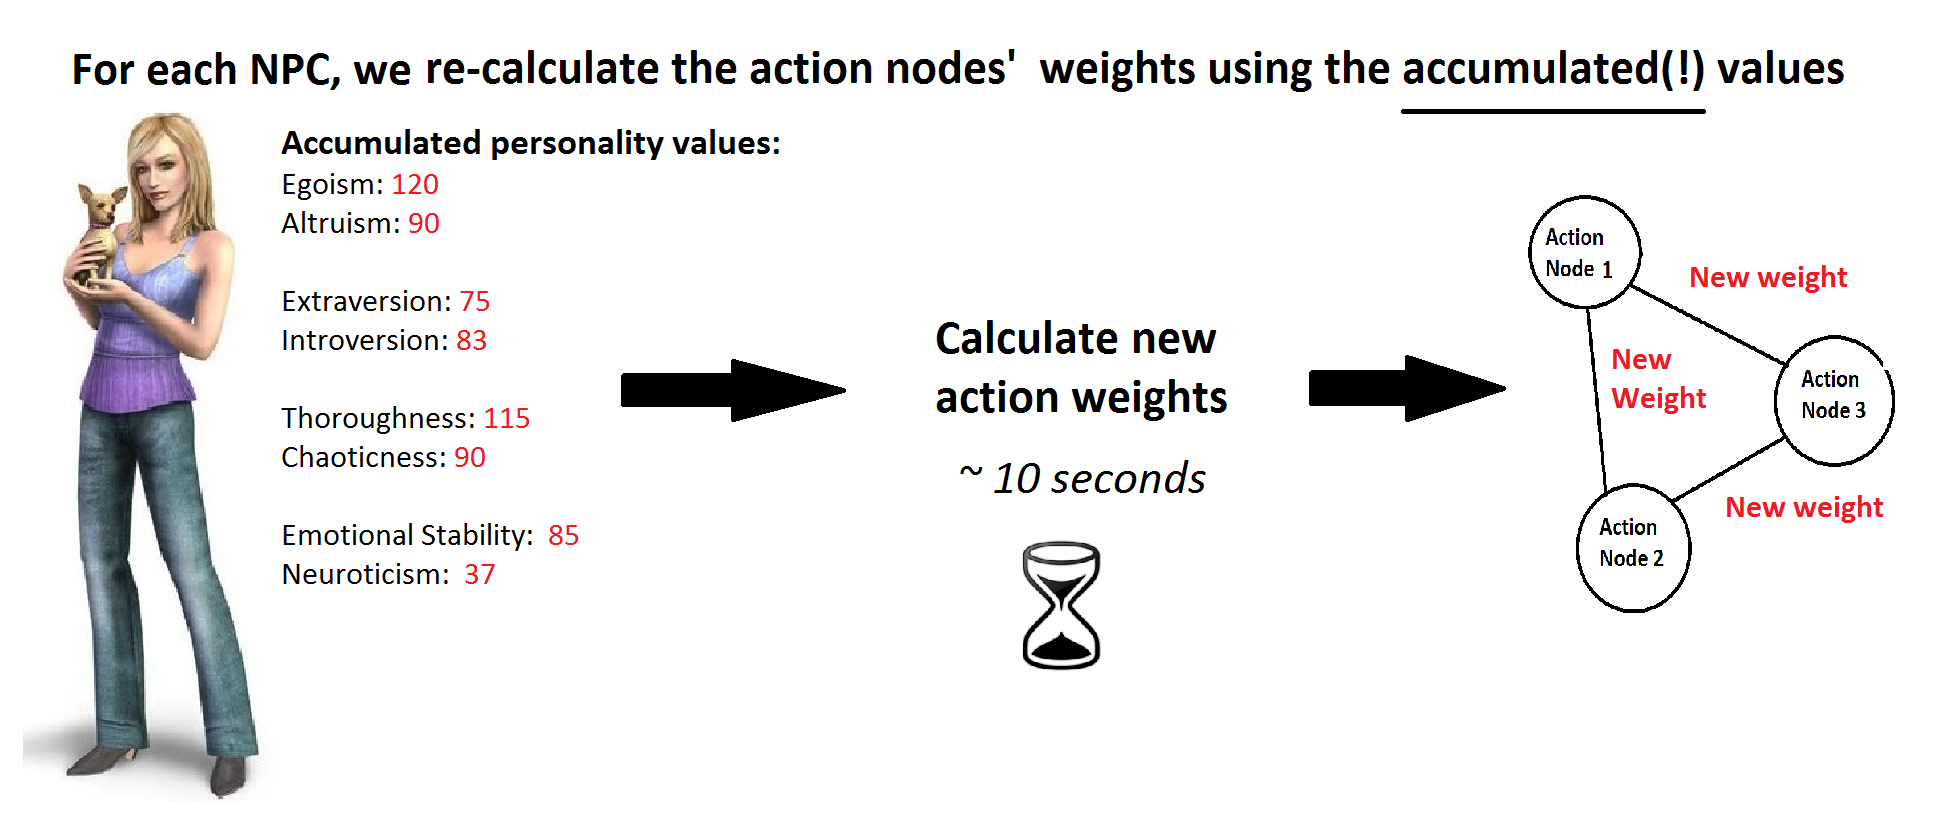 For each NPC, we re-calculate the action nodes' weights using the accumulated(!) values
Accumulated personality values:
Egoism: 120
Altruism: 90
Extraversion: 75
Introversion: 83
Thoroughness: 115
Chaoticness: 90
Emotional Stability: 85
Neuroticism: 37
Calculate new
action weights
~ 10 seconds
Action
Node 1
New weight
New
Weight
Action
Node 3
New weight
Action
Node 2